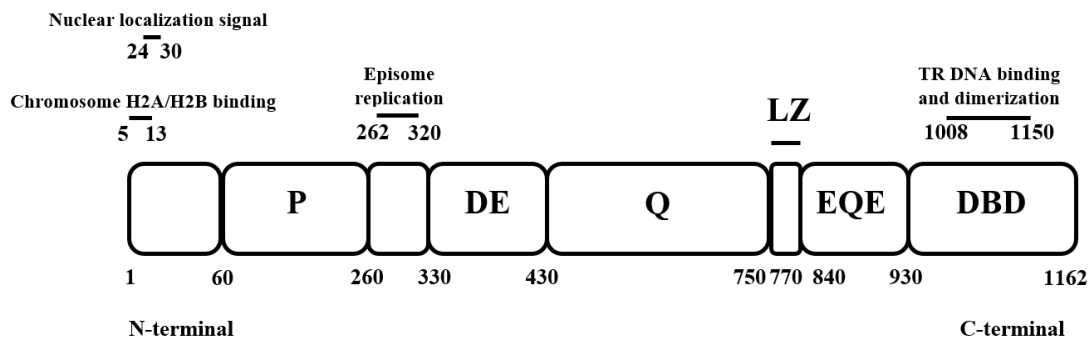 Nuclear localization signal
24 30
Chromosome H2A/H2B binding
5 13
Episome
replication
262 320
LZ
TR DNA binding
and dimerization
1008 1150
P DE Q EQE DBD
1 60 260 330 430 750 770 840 930 1162
N-terminal C-terminal